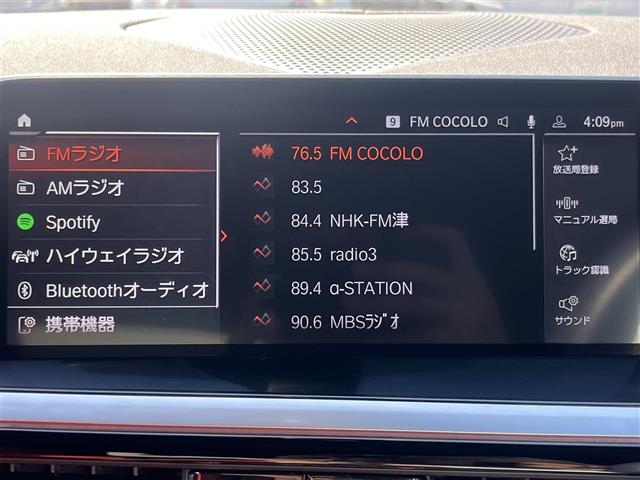 9 FM COCOLO 4:09pm
FMラジオ
AMラジオ
Spotify
ハイウェイラジオ
Bluetoothオーディオ
携帯機器
76.5 FM COCOLO
83.5
84.4 NHK-FM津
85.5 radio3
89.4 α-STATION
90.6 MBSﾗｼﾞｵ
放送局登録
マニュアル選局
トラック認識
サウンド